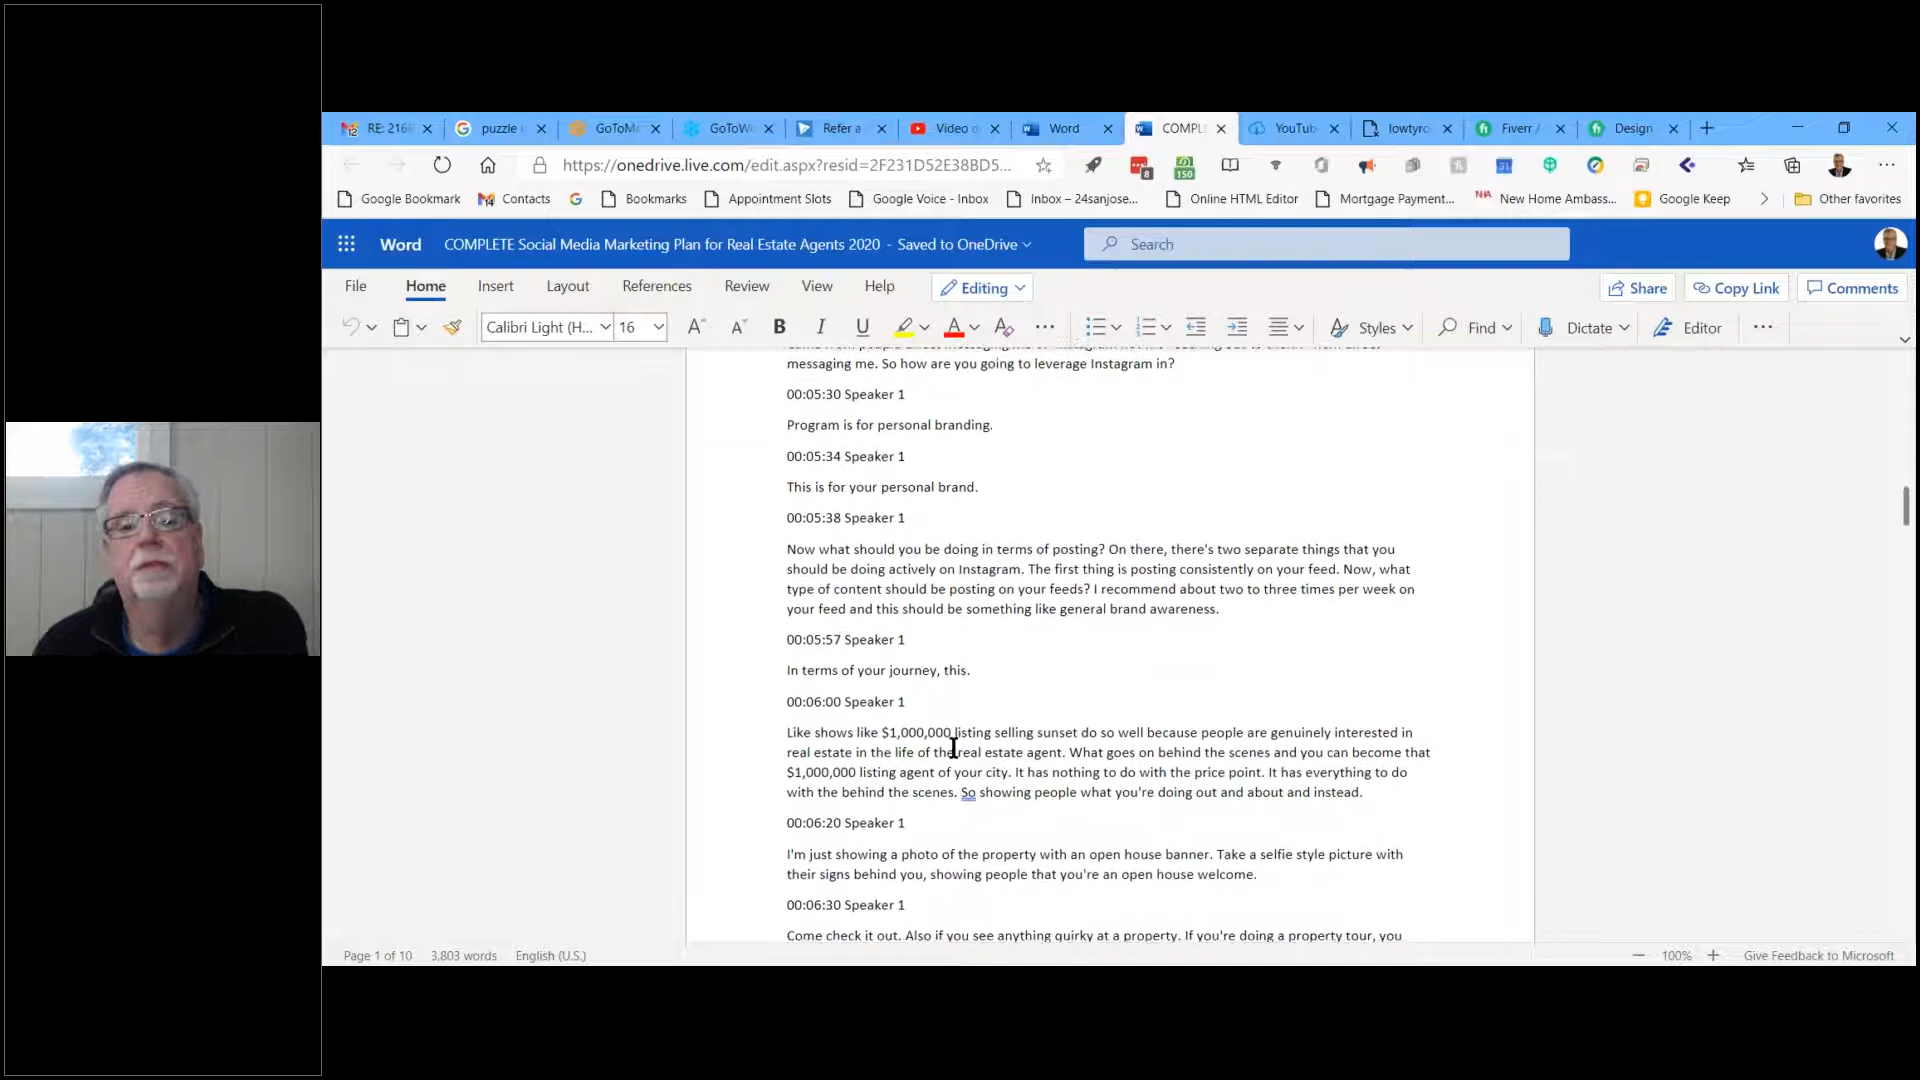 RE: 216
puzzle
GoToM
GoToW
Refer a
Video d
Word
COMPL
YouTub
lowtyro
Fiverr /
Design
https://onedrive.live.com/edit.aspx?resid=2F231D52E38BD5...
8
150
31
Google Bookmark
Contacts
Bookmarks
Appointment Slots
Google Voice - Inbox
Inbox – 24sanjose...
Online HTML Editor
Mortgage Payment...
NHA
New Home Ambass...
Google Keep
Other favorites
Word
COMPLETE Social Media Marketing Plan for Real Estate Agents 2020 - Saved to OneDrive
Search
File
Home
Insert
Layout
References
Review
View
Help
Editing
Share
Copy Link
Comments
Calibri Light (H...
16
Styles
Find
Dictate
Editor
messaging me. So how are you going to leverage Instagram in?
00:05:30 Speaker 1
Program is for personal branding.
00:05:34 Speaker 1
This is for your personal brand.
00:05:38 Speaker 1
Now what should you be doing in terms of posting? On there, there's two separate things that you
should be doing actively on Instagram. The first thing is posting consistently on your feed. Now, what
type of content should be posting on your feeds? I recommend about two to three times per week on
your feed and this should be something like general brand awareness.
00:05:57 Speaker 1
In terms of your journey, this.
00:06:00 Speaker 1
Like shows like $1,000,000 listing selling sunset do so well because people are genuinely interested in
real estate in the life of the real estate agent. What goes on behind the scenes and you can become that
$1,000,000 listing agent of your city. It has nothing to do with the price point. It has everything to do
with the behind the scenes. So showing people what you're doing out and about and instead.
00:06:20 Speaker 1
I'm just showing a photo of the property with an open house banner. Take a selfie style picture with
their signs behind you, showing people that you're an open house welcome.
00:06:30 Speaker 1
Come check it out. Also if you see anything quirky at a property. If you're doing a property tour, you
Page 1 of 10
3,803 words
English (U.S.)
100%
Give Feedback to Microsoft